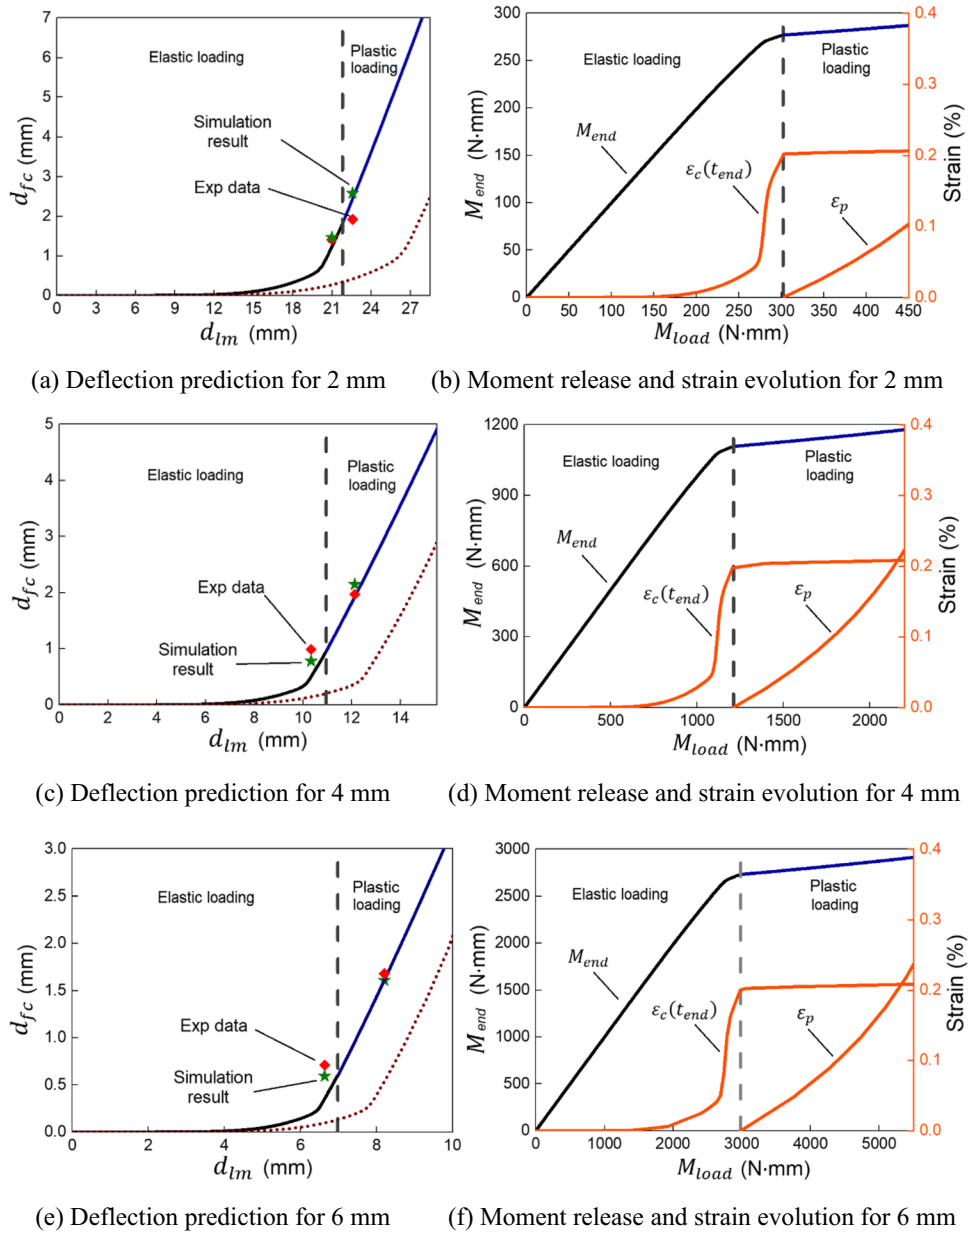 7
6
5
4
3
2
1
0
d_fc (mm)
Elastic loading
Plastic
loading
Simulation
result
Exp data
0 3 6 9 12 15 18 21 24 27
d_lm (mm)
300
250
200
150
100
50
0
M_end (N·mm)
Elastic loading
Plastic
loading
M_end
ε_c(t_end)
ε_p
0.4
0.3
0.2
0.1
0.0
Strain (%)
0 50 100 150 200 250 300 350 400 450
M_load (N·mm)
(a) Deflection prediction for 2 mm
(b) Moment release and strain evolution for 2 mm
5
4
3
2
1
0
d_fc (mm)
Elastic loading
Plastic
loading
Exp data
Simulation
result
0 2 4 6 8 10 12 14
d_lm (mm)
1200
900
600
300
0
M_end (N·mm)
Elastic loading
Plastic
loading
M_end
ε_c(t_end)
ε_p
0.4
0.3
0.2
0.1
0.0
Strain (%)
0 500 1000 1500 2000
M_load (N·mm)
(c) Deflection prediction for 4 mm
(d) Moment release and strain evolution for 4 mm
3.0
2.5
2.0
1.5
1.0
0.5
0.0
d_fc (mm)
Elastic loading
Plastic
loading
Exp data
Simulation
result
0 2 4 6 8 10
d_lm (mm)
3000
2500
2000
1500
1000
500
0
M_end (N·mm)
Elastic loading
Plastic
loading
M_end
ε_c(t_end)
ε_p
0.4
0.3
0.2
0.1
0.0
Strain (%)
0 1000 2000 3000 4000 5000
M_load (N·mm)
(e) Deflection prediction for 6 mm
(f) Moment release and strain evolution for 6 mm